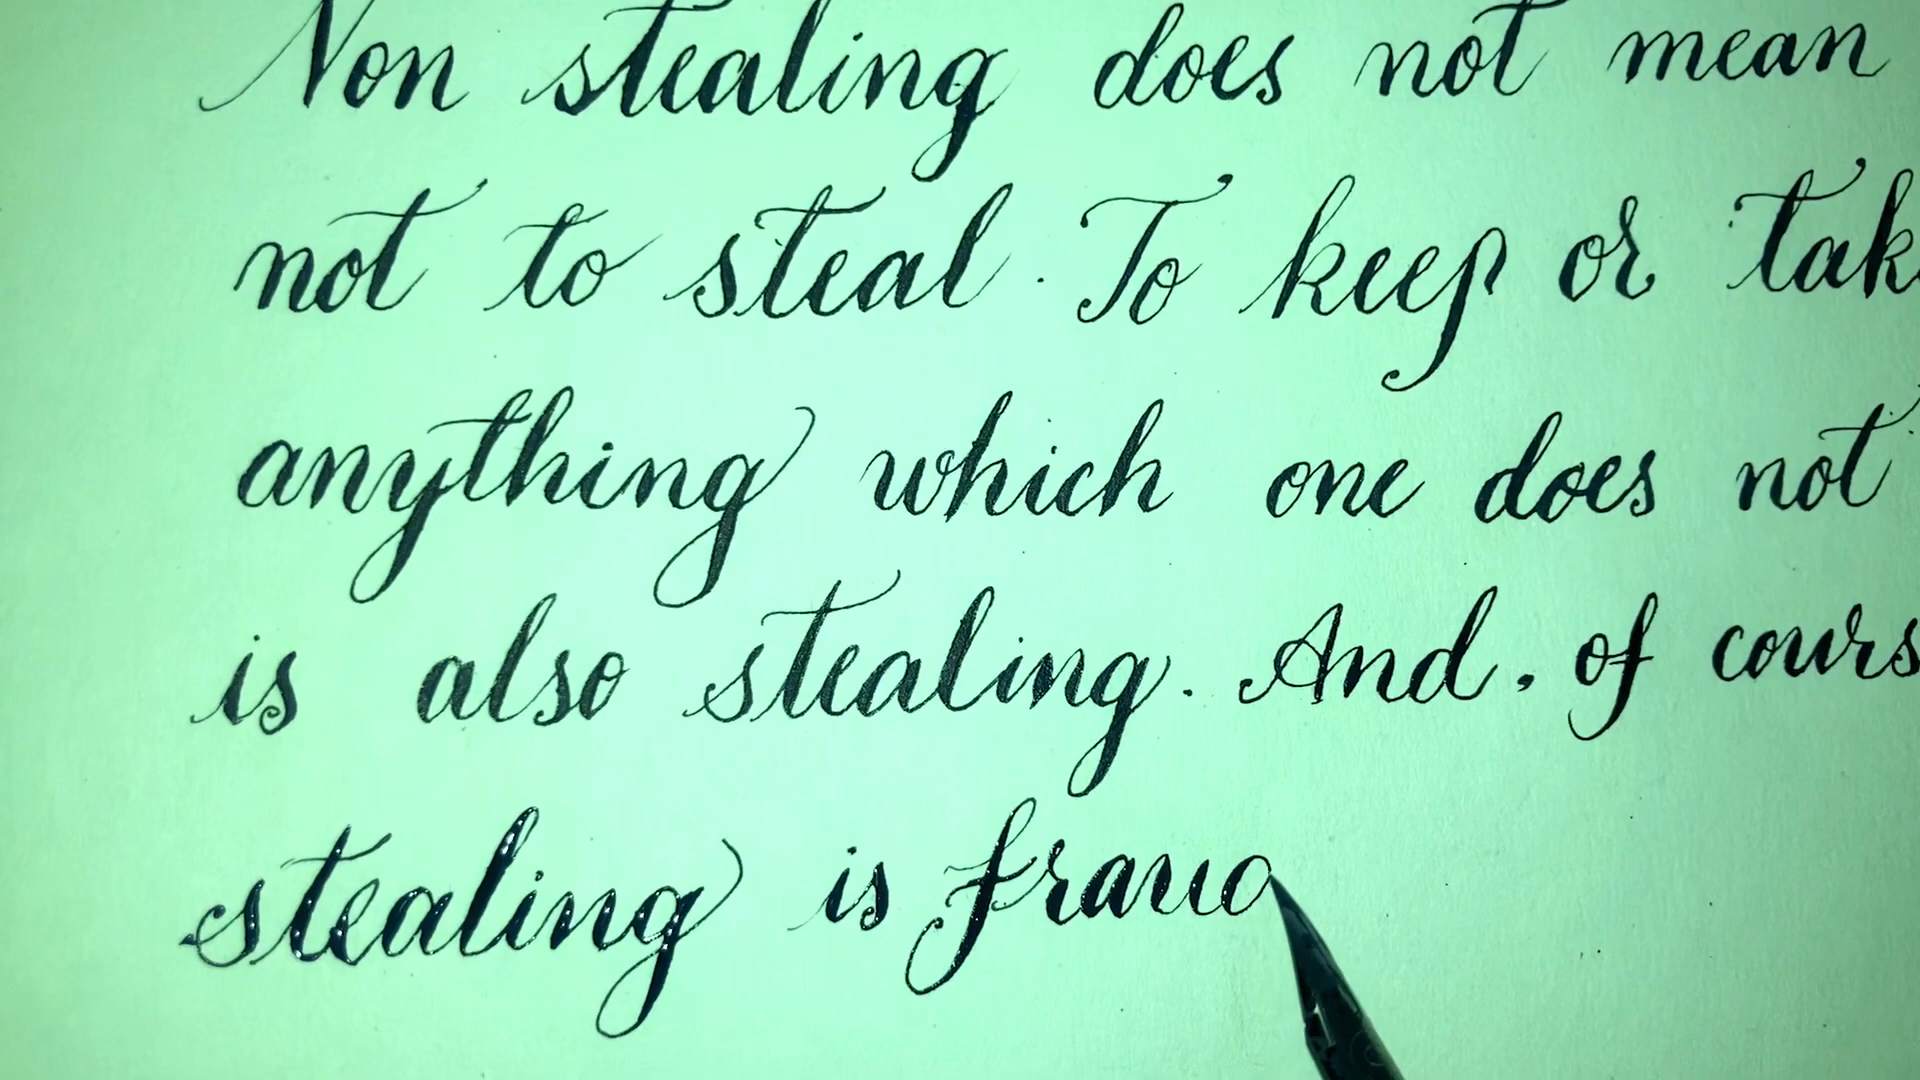 Non stealing does not mean
not to steal. To keep or take
anything which one does not
is also stealing. And, of cours
stealing is frau